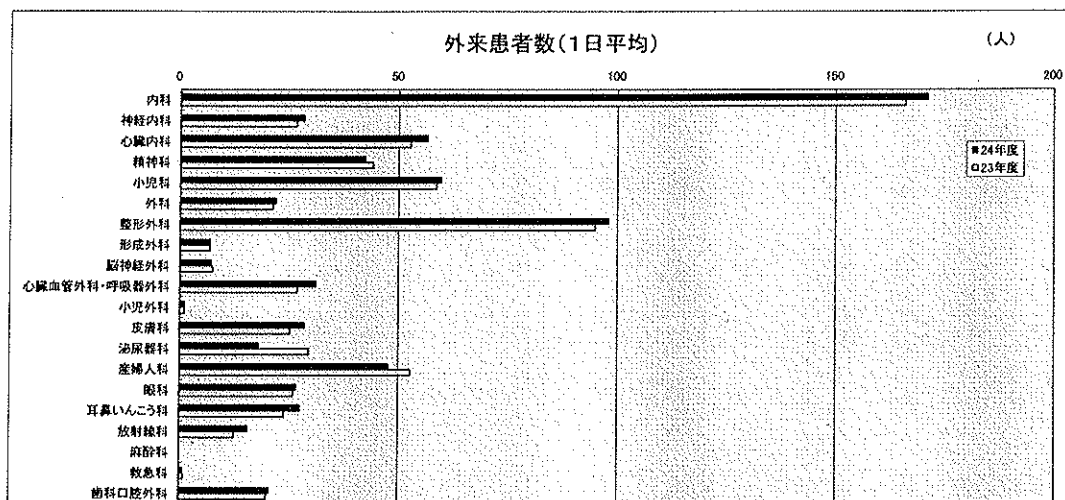 外来患者数(1日平均)
(人)
0 50 100 150 200
内科
神経内科
心臓内科
精神科
小児科
外科
整形外科
形成外科
脳神経外科
心臓血管外科・呼吸器外科
小児外科
皮膚科
泌尿器科
産婦人科
眼科
耳鼻いんこう科
放射線科
麻酔科
救急科
歯科口腔外科
■24年度
□23年度